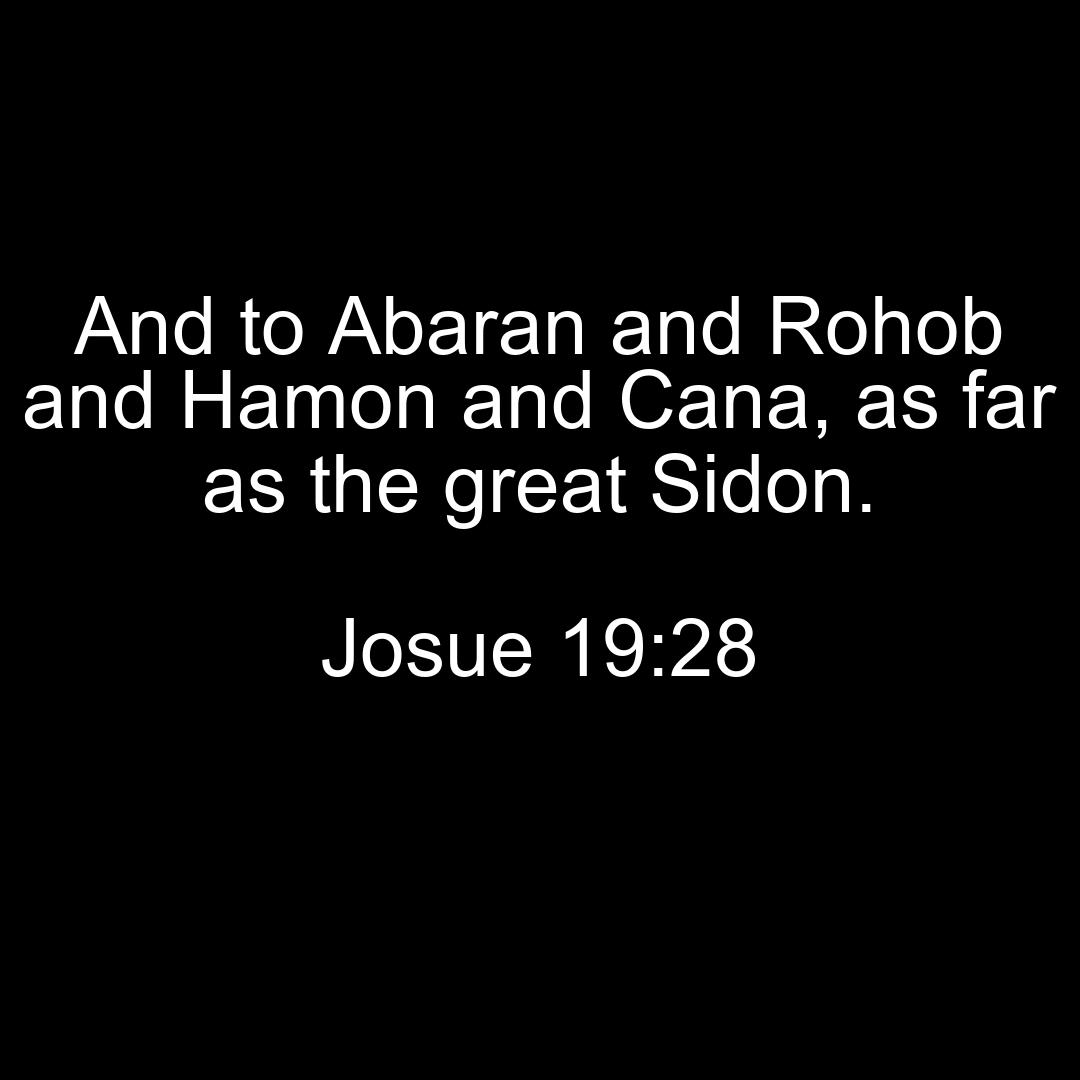 And to Abaran and Rohob
and Hamon and Cana, as far
as the great Sidon.
Josue 19:28